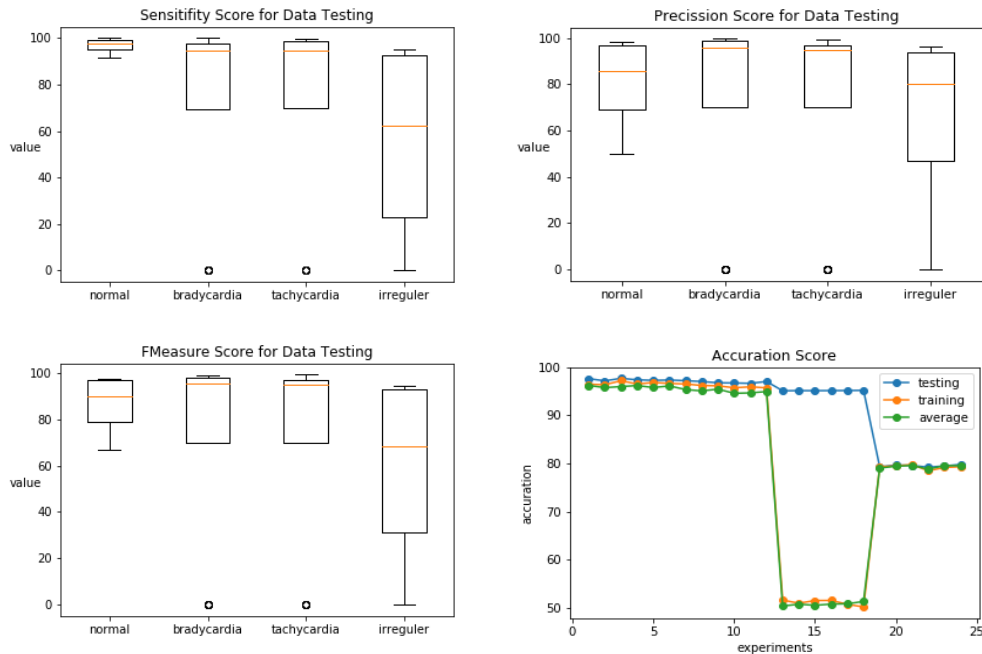 Sensitifity Score for Data Testing
100
80
60
40
20
0
value
normal bradycardia tachycardia irreguler
Precission Score for Data Testing
100
80
60
40
20
0
value
normal bradycardia tachycardia irreguler
FMeasure Score for Data Testing
100
80
60
40
20
0
value
normal bradycardia tachycardia irreguler
Accuration Score
100
90
80
70
60
50
accuration
testing
training
average
0 5 10 15 20 25
experiments